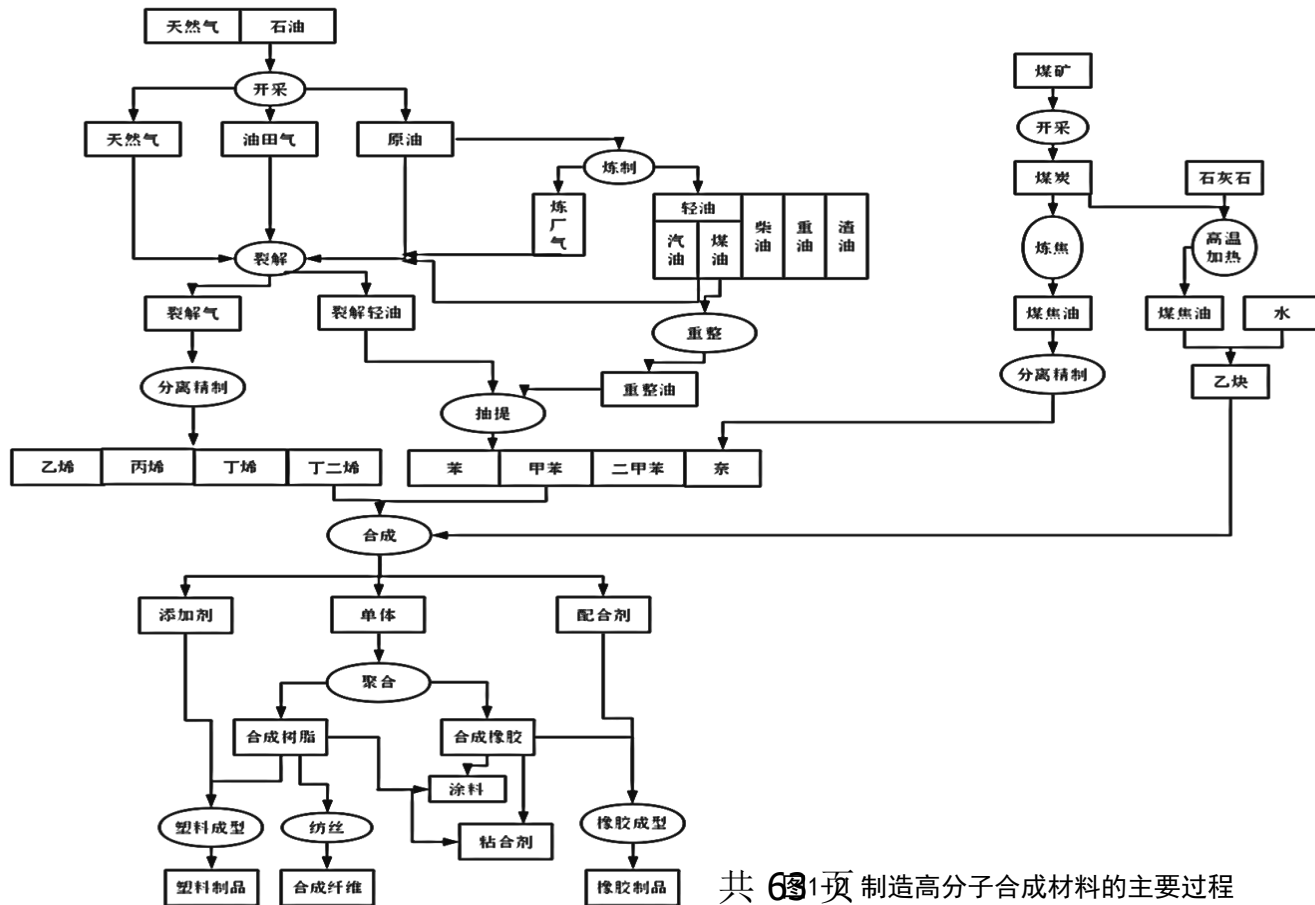 天然气 石油
开采
天然气 油田气 原油
炼制
炼厂气
轻油
汽油 煤油 柴油 重油 渣油
裂解
裂解气 裂解轻油
重整
分离精制
重整油
抽提
乙烯 丙烯 丁烯 丁二烯
苯 甲苯 二甲苯 奈
煤矿
开采
煤炭 石灰石
炼焦 高温加热
煤焦油 煤焦油 水
分离精制 乙炔
合成
添加剂 单体 配合剂
聚合
合成树脂 合成橡胶
涂料
塑料成型 纺丝 粘合剂 橡胶成型
塑料制品 合成纤维 橡胶制品
共 63 页
图1-2 制造高分子合成材料的主要过程